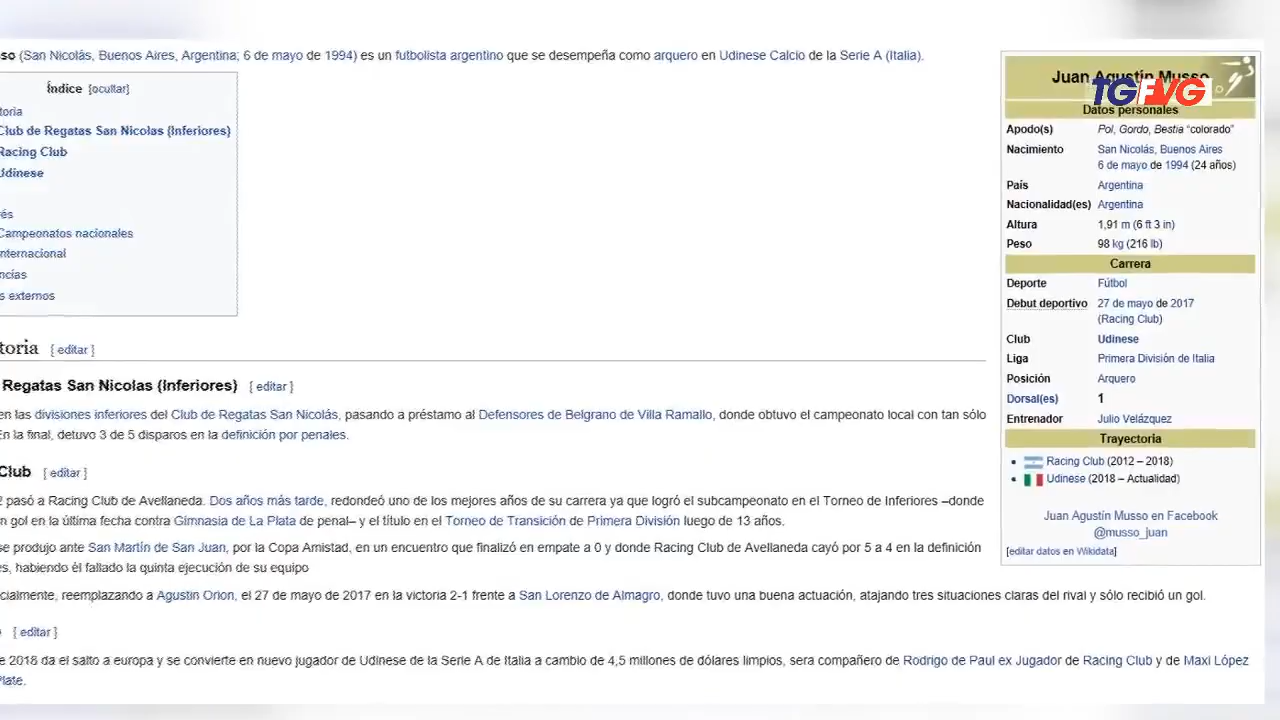 so (San Nicolás, Buenos Aires, Argentina; 6 de mayo de 1994) es un futbolista argentino que se desempeña como arquero en Udinese Calcio de la Serie A (Italia).
Índice [ocultar]
toria
Club de Regatas San Nicolas (Inferiores)
Racing Club
Udinese
és
Campeonatos nacionales
nternacional
ncias
s externos
toria [ editar ]
Regatas San Nicolas (Inferiores) [ editar ]
en las divisiones inferiores del Club de Regatas San Nicolás, pasando a préstamo al Defensores de Belgrano de Villa Ramallo, donde obtuvo el campeonato local con tan sólo
En la final, detuvo 3 de 5 disparos en la definición por penales.
Club [ editar ]
2 pasó a Racing Club de Avellaneda. Dos años más tarde, redondeó uno de los mejores años de su carrera ya que logró el subcampeonato en el Torneo de Inferiores –donde
n gol en la última fecha contra Gimnasia de La Plata de penal– y el título en el Torneo de Transición de Primera División luego de 13 años.
se produjo ante San Martín de San Juan, por la Copa Amistad, en un encuentro que finalizó en empate a 0 y donde Racing Club de Avellaneda cayó por 5 a 4 en la definición
es, habiendo él fallado la quinta ejecución de su equipo
cialmente, reemplazando a Agustín Orion, el 27 de mayo de 2017 en la victoria 2-1 frente a San Lorenzo de Almagro, donde tuvo una buena actuación, atajando tres situaciones claras del rival y sólo recibió un gol.
[ editar ]
e 2018 da el salto a europa y se convierte en nuevo jugador de Udinese de la Serie A de Italia a cambio de 4,5 millones de dólares limpios, sera compañero de Rodrigo de Paul ex Jugador de Racing Club y de Maxi López
Plate.
Juan Agustín Musso
TGFVG
Datos personales
Apodo(s) Pol, Gordo, Bestia "colorado"
Nacimiento San Nicolás, Buenos Aires
6 de mayo de 1994 (24 años)
País Argentina
Nacionalidad(es) Argentina
Altura 1,91 m (6 ft 3 in)
Peso 98 kg (216 lb)
Carrera
Deporte Fútbol
Debut deportivo 27 de mayo de 2017
(Racing Club)
Club Udinese
Liga Primera División de Italia
Posición Arquero
Dorsal(es) 1
Entrenador Julio Velázquez
Trayectoria
• Racing Club (2012 – 2018)
• Udinese (2018 – Actualidad)
Juan Agustín Musso en Facebook
@musso_juan
[editar datos en Wikidata]